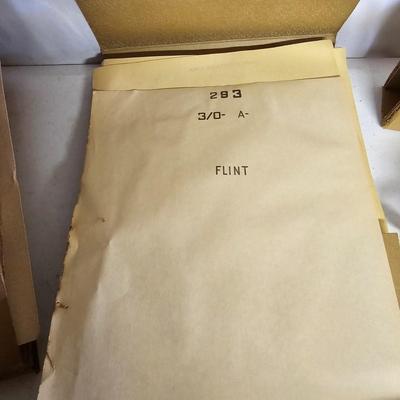 293
3/0- A-
FLINT